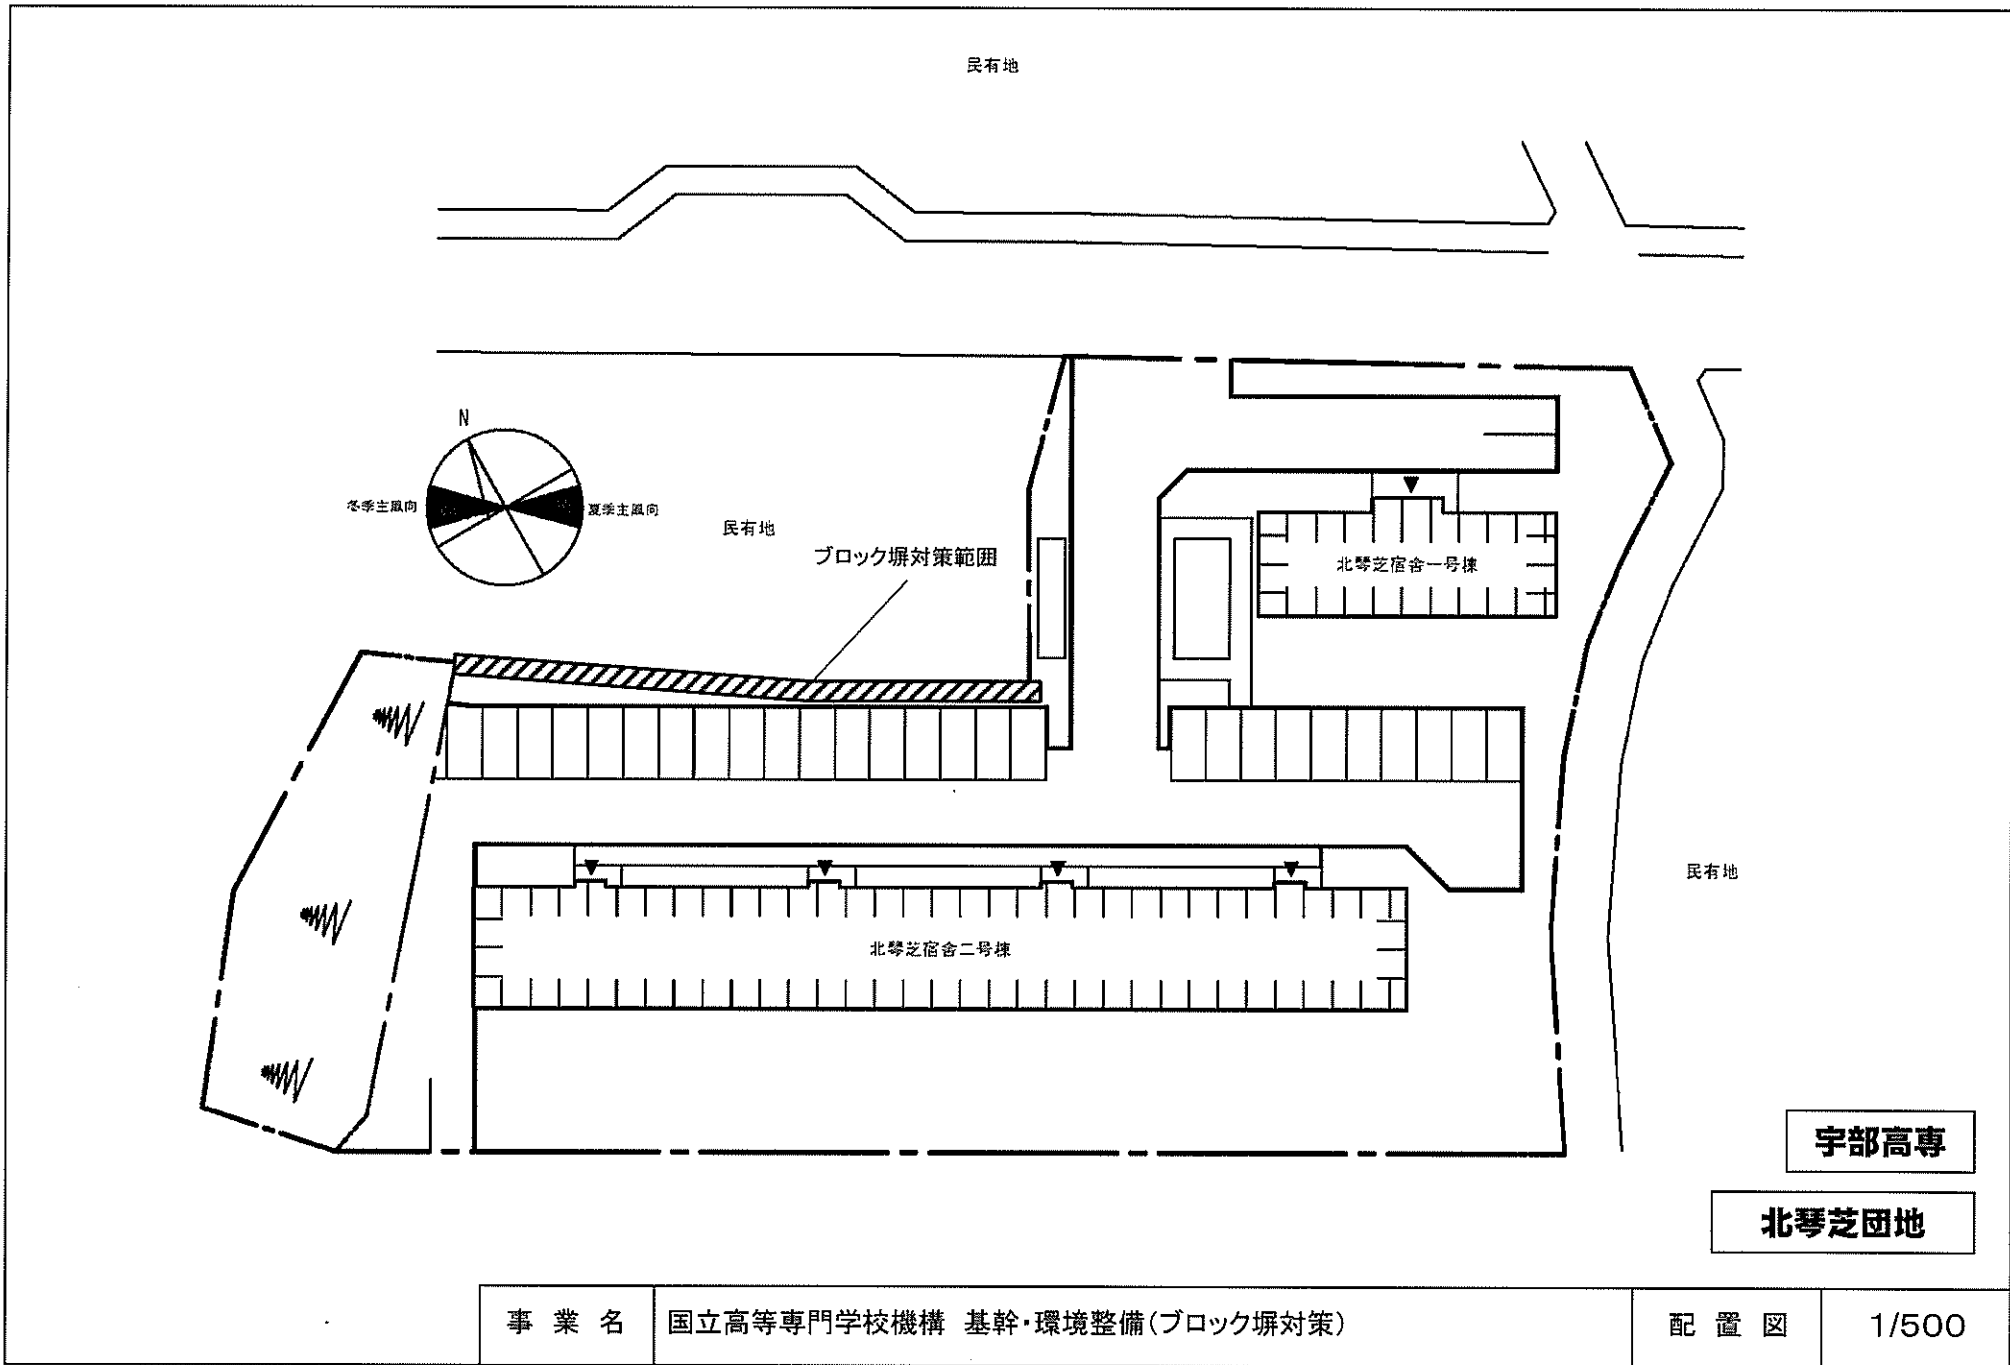 民有地
N
冬季主風向
夏季主風向
民有地
ブロック塀対策範囲
北琴芝宿舎一号棟
北琴芝宿舎二号棟
民有地
宇部高専
北琴芝団地
事業名
国立高等専門学校機構 基幹・環境整備(ブロック塀対策)
配置図
1/500